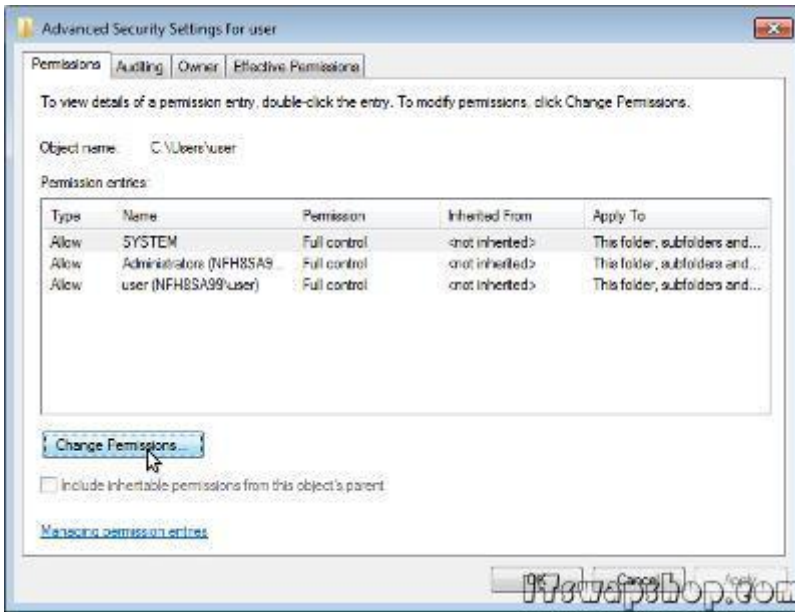 Advanced Security Settings for user
Permissions Auditing Owner Effective Permissions
To view details of a permission entry, double-click the entry. To modify permissions, click Change Permissions.
Object name: C:\Users\user
Permission entries:
Type Name Permission Inherited From Apply To
Allow SYSTEM Full control <not inherited> This folder, subfolders and...
Allow Administrators (NFH8SA9... Full control <not inherited> This folder, subfolders and...
Allow user (NFH8SA99\user) Full control <not inherited> This folder, subfolders and...
Change Permissions...
Include inheritable permissions from this object's parent
Managing permission entries
OK Cancel Apply
ITswapshop.com